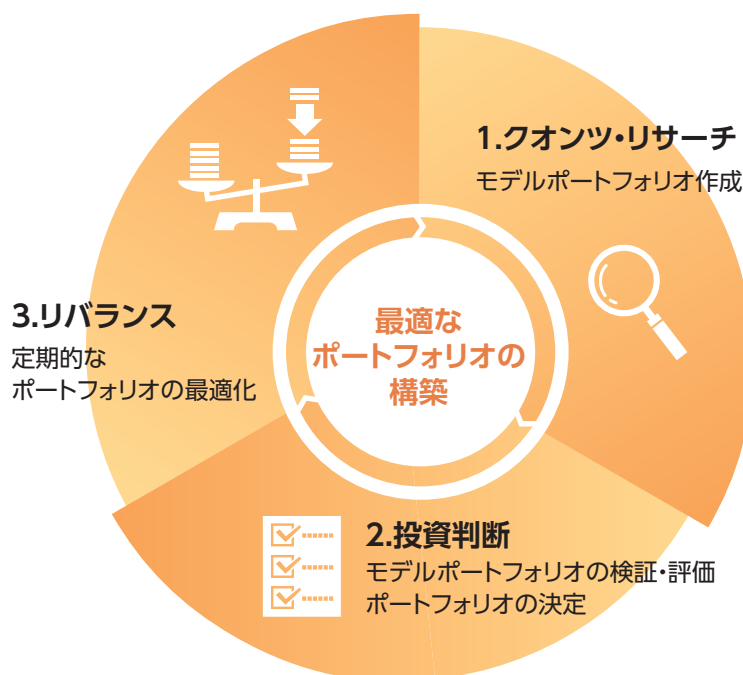 1.クオンツ・リサーチ
モデルポートフォリオ作成
2.投資判断
モデルポートフォリオの検証・評価
ポートフォリオの決定
3.リバランス
定期的な
ポートフォリオの最適化
最適な
ポートフォリオの
構築